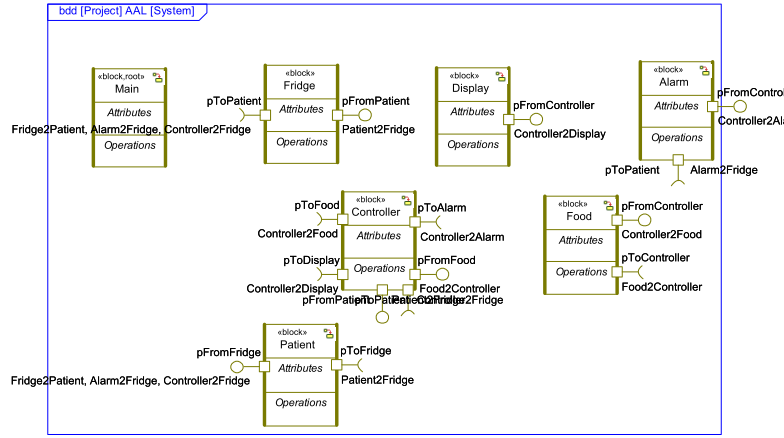 bdd [Project] AAL [System]
«block,root»
Main
Attributes
Operations
«block»
Fridge
Attributes
Operations
pToPatient
Fridge2Patient, Alarm2Fridge, Controller2Fridge
pFromPatient
Patient2Fridge
«block»
Display
Attributes
Operations
pFromController
Controller2Display
«block»
Alarm
Attributes
Operations
pFromContro
Controller2Ala
pToPatient
Alarm2Fridge
«block»
Controller
Attributes
Operations
pToFood
Controller2Food
pToDisplay
Controller2Display
pToAlarm
Controller2Alarm
pFromFood
Food2Controller
pFromPatient
pToPatient
Patient2Fridge
Controller2Fridge
«block»
Food
Attributes
Operations
pFromController
Controller2Food
pToController
Food2Controller
«block»
Patient
Attributes
Operations
pFromFridge
Fridge2Patient, Alarm2Fridge, Controller2Fridge
pToFridge
Patient2Fridge